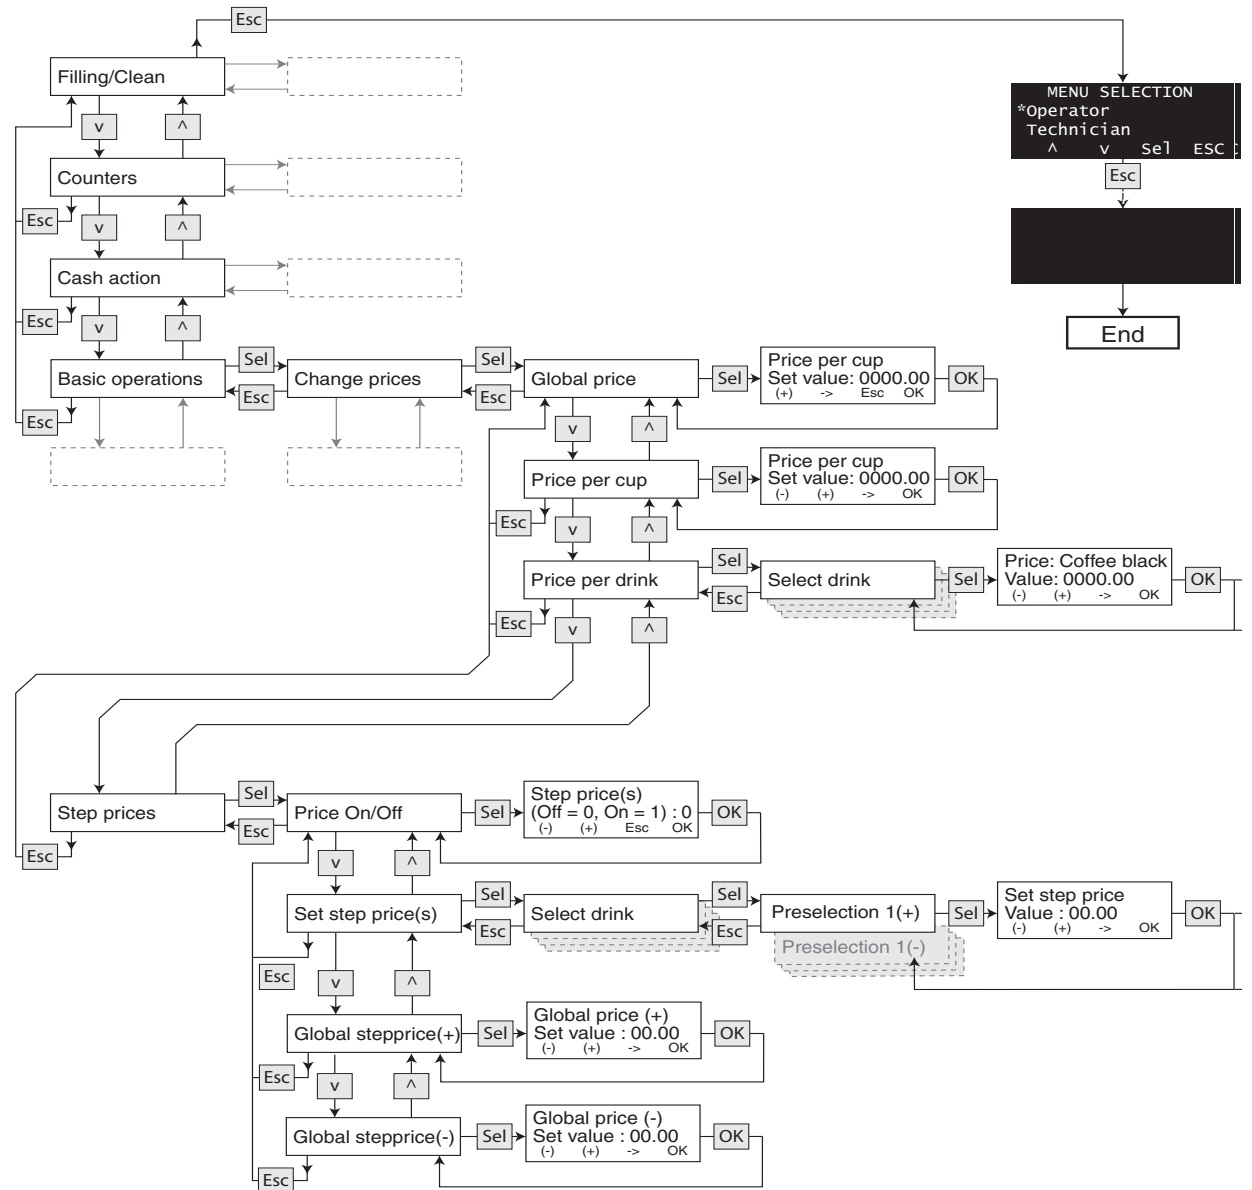 Esc
Filling/Clean
v ^
MENU SELECTION
*Operator
Technician
^ v Sel ESC
Esc
Counters
Esc v ^
Cash action
Esc v ^
Sel Sel
Basic operations Change prices Global price Sel Price per cup
Set value: 0000.00 OK
(+) -> Esc OK
Esc Esc
Esc
End
v ^
Price per cup Sel Price per cup
Set value: 0000.00 OK
(-) (+) -> OK
Esc v ^
Sel
Price per drink Select drink Sel Price: Coffee black
Value: 0000.00 OK
(-) (+) -> OK
Esc
Esc v ^
Sel
Step prices Price On/Off Sel Step price(s)
(Off = 0, On = 1) : 0 OK
(-) (+) Esc OK
Esc
Esc
v ^
Sel Sel
Set step price(s) Select drink Preselection 1(+) Sel Set step price
Value : 00.00 OK
(-) (+) -> OK
Esc Esc
Preselection 1(-)
Esc v ^
Global stepprice(+) Sel Global price (+)
Set value : 00.00 OK
(-) (+) -> OK
Esc v ^
Global stepprice(-) Sel Global price (-)
Set value : 00.00 OK
(-) (+) -> OK
Esc